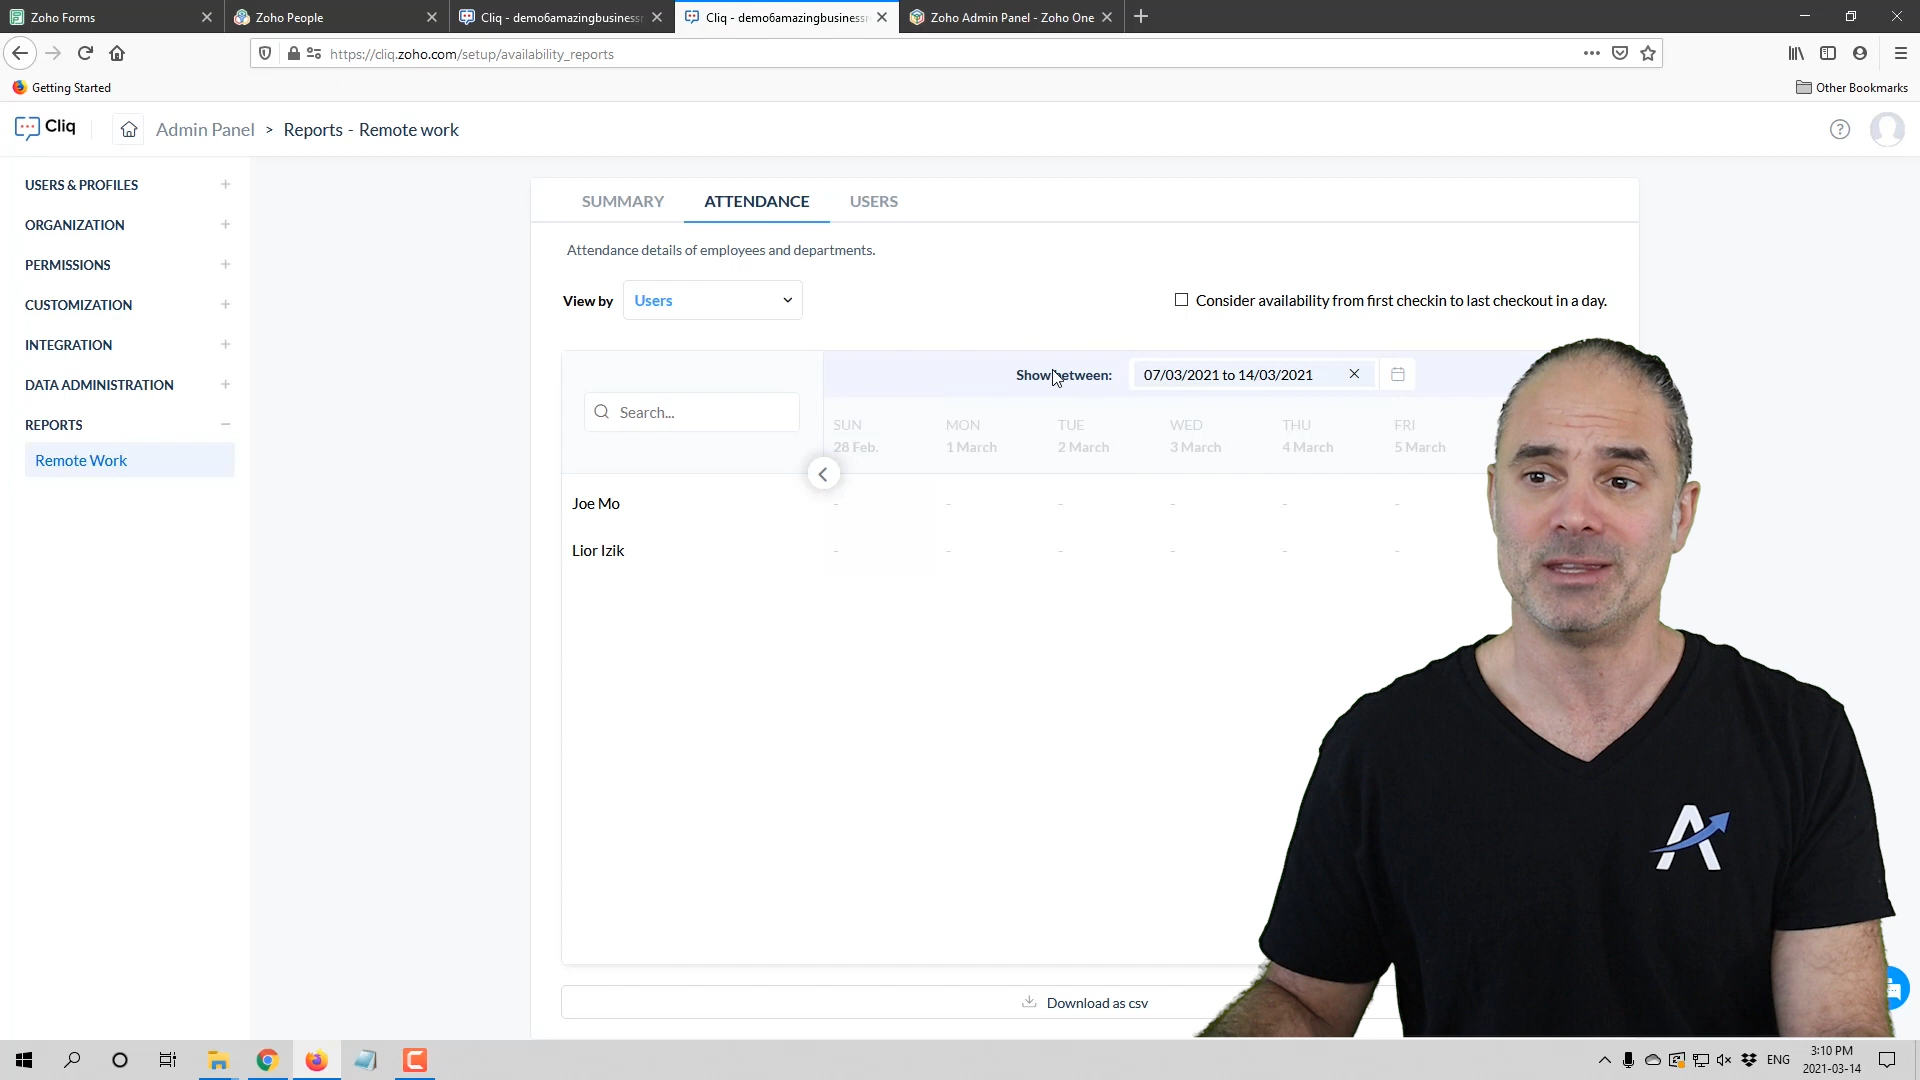 Zoho Forms
Zoho People
Cliq - demo6amazingbusinessr
Cliq - demo6amazingbusinessr
Zoho Admin Panel - Zoho One
https://cliq.zoho.com/setup/availability_reports
Getting Started
Other Bookmarks
Cliq
Admin Panel > Reports - Remote work
USERS & PROFILES
ORGANIZATION
PERMISSIONS
CUSTOMIZATION
INTEGRATION
DATA ADMINISTRATION
REPORTS
Remote Work
SUMMARY ATTENDANCE USERS
Attendance details of employees and departments.
View by Users
Consider availability from first checkin to last checkout in a day.
Show between: 07/03/2021 to 14/03/2021
Search...
SUN MON TUE WED THU FRI
28 Feb. 1 March 2 March 3 March 4 March 5 March
Joe Mo - - - - - -
Lior Izik - - - - - -
Download as csv
A
ENG
3:10 PM
2021-03-14